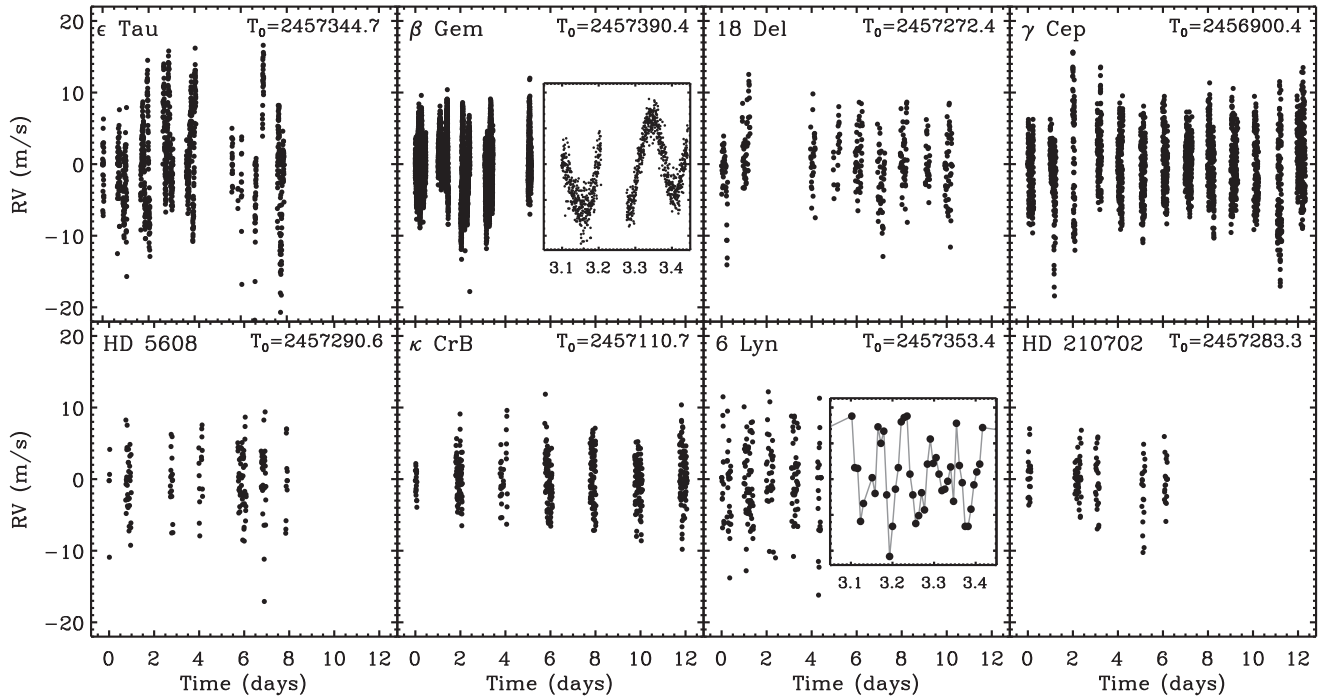 ϵ Tau T₀=2457344.7 β Gem T₀=2457390.4 18 Del T₀=2457272.4 γ Cep T₀=2456900.4
20
10
0
−10
−20
RV (m/s)
3.1 3.2 3.3 3.4
HD 5608 T₀=2457290.6 κ CrB T₀=2457110.7 6 Lyn T₀=2457353.4 HD 210702 T₀=2457283.3
20
10
0
−10
−20
RV (m/s)
3.1 3.2 3.3 3.4
0 2 4 6 8 10 12 0 2 4 6 8 10 12 0 2 4 6 8 10 12 0 2 4 6 8 10 12
Time (days) Time (days) Time (days) Time (days)